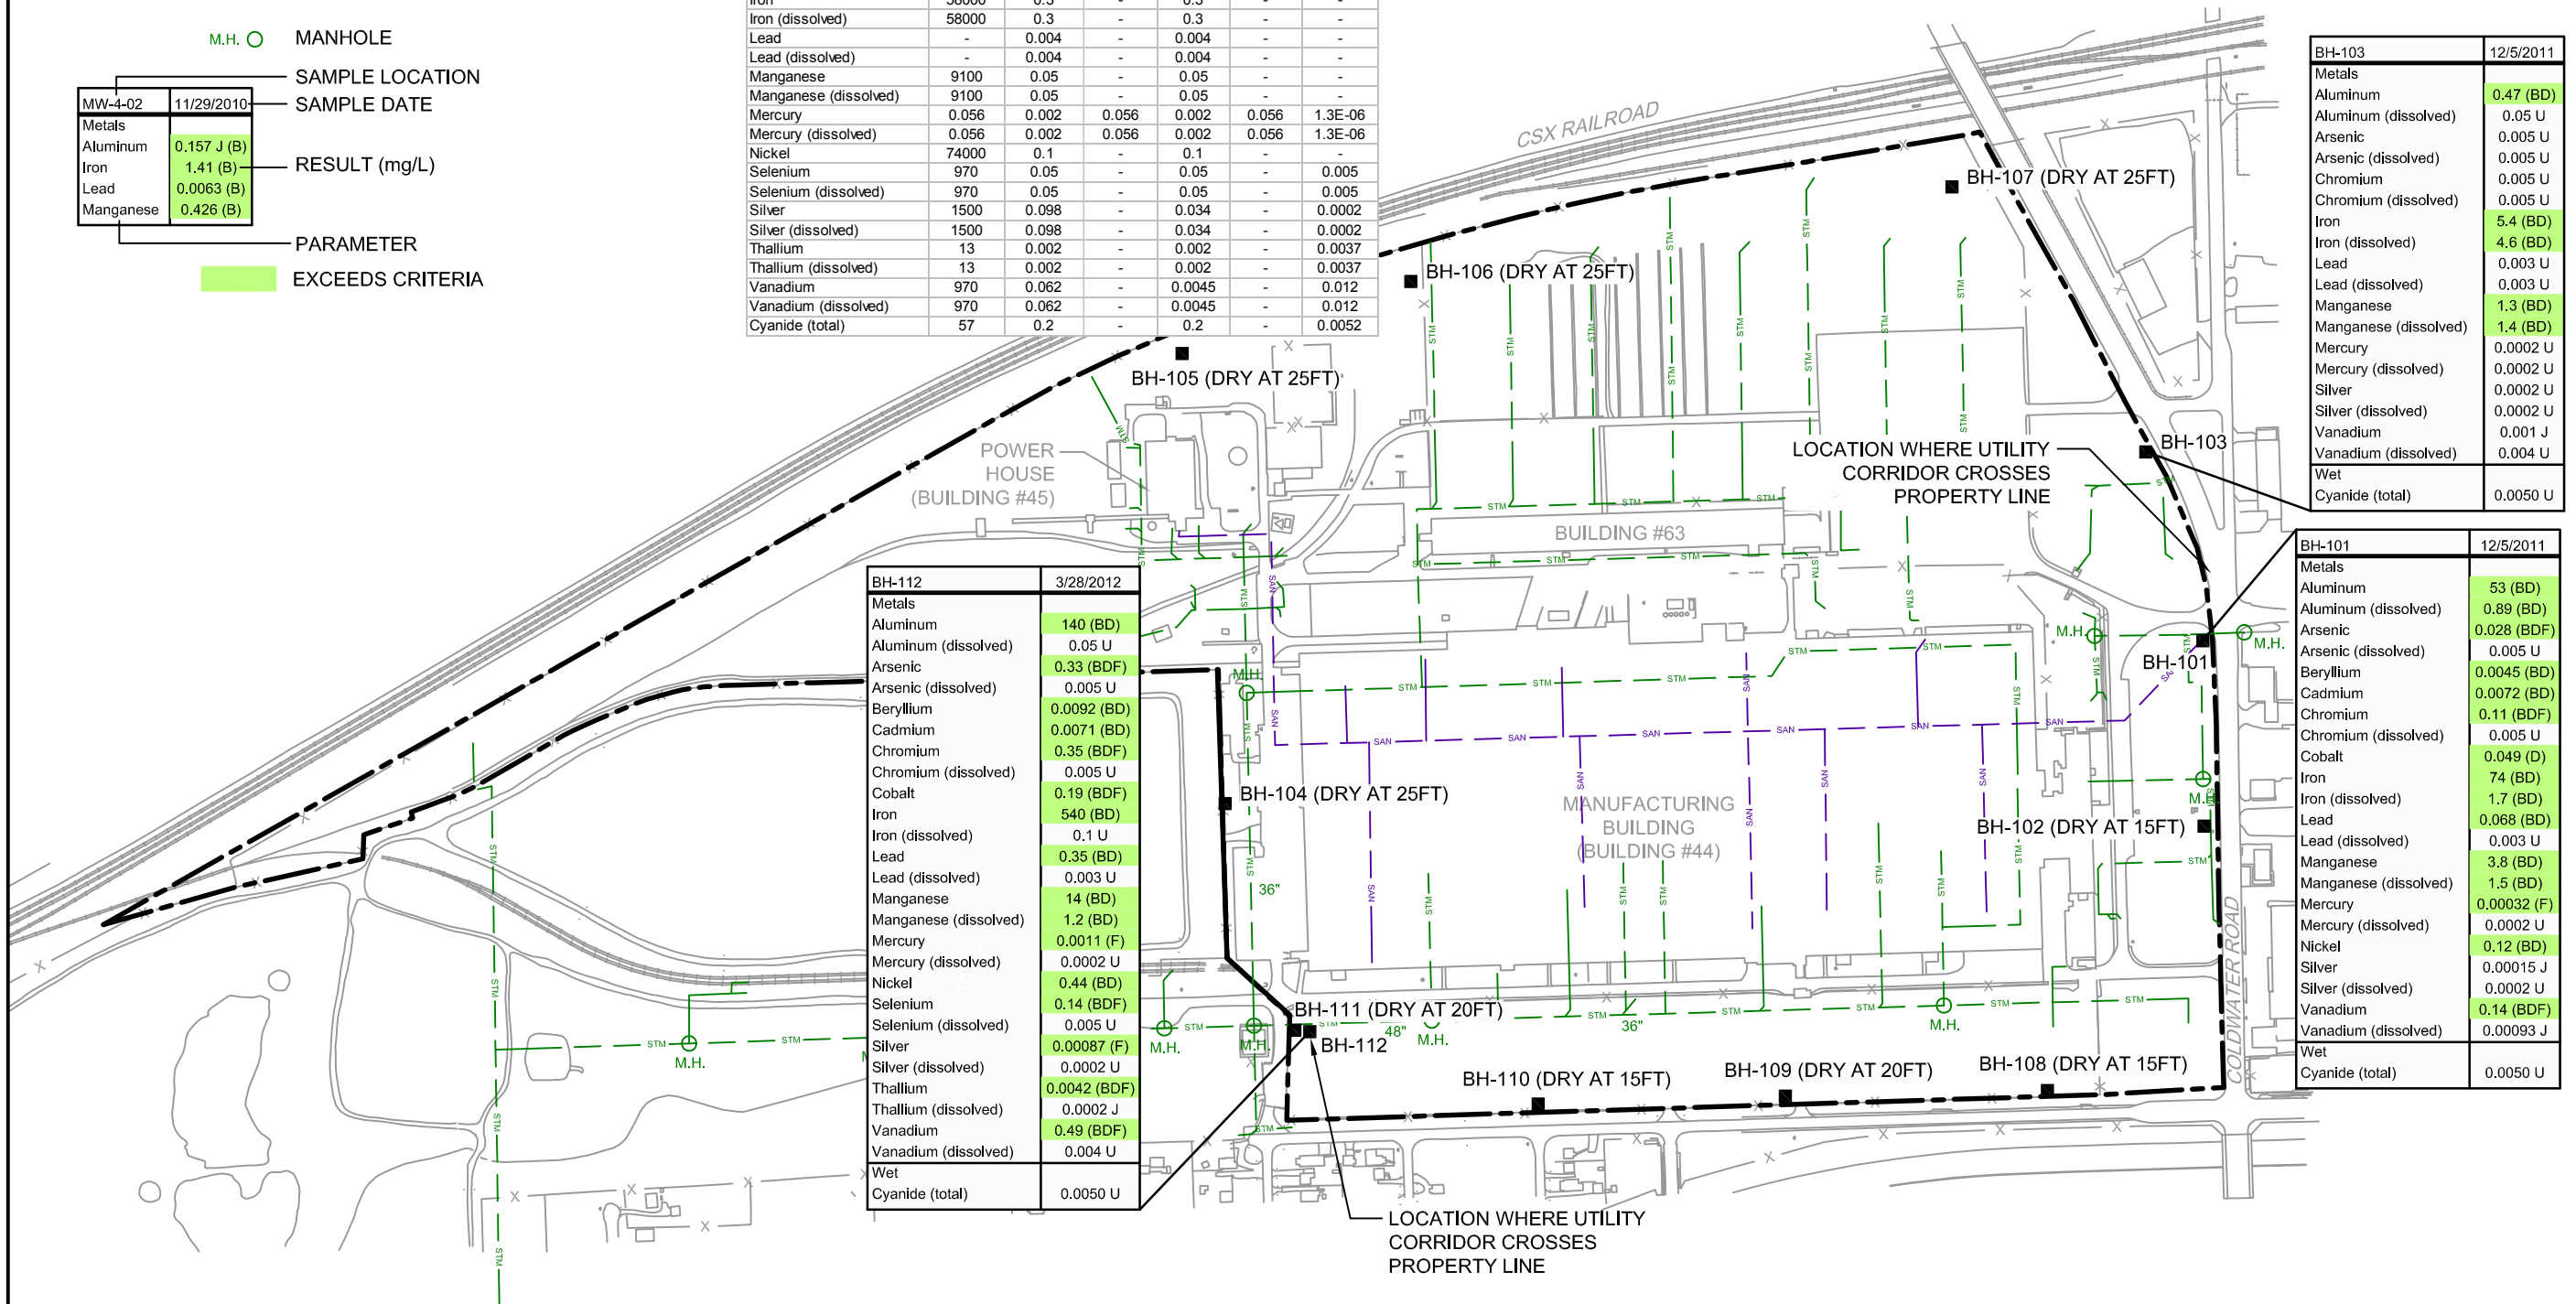 M.H. MANHOLE
SAMPLE LOCATION
MW-4-02 11/29/2010 SAMPLE DATE
Metals
Aluminum 0.157 J (B)
Iron 1.41 (B) RESULT (mg/L)
Lead 0.0063 (B)
Manganese 0.426 (B)
PARAMETER
EXCEEDS CRITERIA
Iron 58000 0.3 - 0.3 - -
Iron (dissolved) 58000 0.3 - 0.3 - -
Lead - 0.004 - 0.004 - -
Lead (dissolved) - 0.004 - 0.004 - -
Manganese 9100 0.05 - 0.05 - -
Manganese (dissolved) 9100 0.05 - 0.05 - -
Mercury 0.056 0.002 0.056 0.002 0.056 1.3E-06
Mercury (dissolved) 0.056 0.002 0.056 0.002 0.056 1.3E-06
Nickel 74000 0.1 - 0.1 - -
Selenium 970 0.05 - 0.05 - 0.005
Selenium (dissolved) 970 0.05 - 0.05 - 0.005
Silver 1500 0.098 - 0.034 - 0.0002
Silver (dissolved) 1500 0.098 - 0.034 - 0.0002
Thallium 13 0.002 - 0.002 - 0.0037
Thallium (dissolved) 13 0.002 - 0.002 - 0.0037
Vanadium 970 0.062 - 0.0045 - 0.012
Vanadium (dissolved) 970 0.062 - 0.0045 - 0.012
Cyanide (total) 57 0.2 - 0.2 - 0.0052
CSX RAILROAD
BH-107 (DRY AT 25FT)
BH-106 (DRY AT 25FT)
BH-105 (DRY AT 25FT)
POWER
HOUSE
(BUILDING #45)
LOCATION WHERE UTILITY
CORRIDOR CROSSES
PROPERTY LINE
BH-103
BUILDING #63
BH-103 12/5/2011
Metals
Aluminum 0.47 (BD)
Aluminum (dissolved) 0.05 U
Arsenic 0.005 U
Arsenic (dissolved) 0.005 U
Chromium 0.005 U
Chromium (dissolved) 0.005 U
Iron 5.4 (BD)
Iron (dissolved) 4.6 (BD)
Lead 0.003 U
Lead (dissolved) 0.003 U
Manganese 1.3 (BD)
Manganese (dissolved) 1.4 (BD)
Mercury 0.0002 U
Mercury (dissolved) 0.0002 U
Silver 0.0002 U
Silver (dissolved) 0.0002 U
Vanadium 0.001 J
Vanadium (dissolved) 0.004 U
Wet
Cyanide (total) 0.0050 U
BH-101 12/5/2011
Metals
Aluminum 53 (BD)
Aluminum (dissolved) 0.89 (BD)
Arsenic 0.028 (BDF)
Arsenic (dissolved) 0.005 U
Beryllium 0.0045 (BD)
Cadmium 0.0072 (BD)
Chromium 0.11 (BDF)
Chromium (dissolved) 0.005 U
Cobalt 0.049 (D)
Iron 74 (BD)
Iron (dissolved) 1.7 (BD)
Lead 0.068 (BD)
Lead (dissolved) 0.003 U
Manganese 3.8 (BD)
Manganese (dissolved) 1.5 (BD)
Mercury 0.00032 (F)
Mercury (dissolved) 0.0002 U
Nickel 0.12 (BD)
Silver 0.00015 J
Silver (dissolved) 0.0002 U
Vanadium 0.14 (BDF)
Vanadium (dissolved) 0.00093 J
Wet
Cyanide (total) 0.0050 U
BH-112 3/28/2012
Metals
Aluminum 140 (BD)
Aluminum (dissolved) 0.05 U
Arsenic 0.33 (BDF)
Arsenic (dissolved) 0.005 U
Beryllium 0.0092 (BD)
Cadmium 0.0071 (BD)
Chromium 0.35 (BDF)
Chromium (dissolved) 0.005 U
Cobalt 0.19 (BDF)
Iron 540 (BD)
Iron (dissolved) 0.1 U
Lead 0.35 (BD)
Lead (dissolved) 0.003 U
Manganese 14 (BD)
Manganese (dissolved) 1.2 (BD)
Mercury 0.0011 (F)
Mercury (dissolved) 0.0002 U
Nickel 0.44 (BD)
Selenium 0.14 (BDF)
Selenium (dissolved) 0.005 U
Silver 0.00087 (F)
Silver (dissolved) 0.0002 U
Thallium 0.0042 (BDF)
Thallium (dissolved) 0.0002 J
Vanadium 0.49 (BDF)
Vanadium (dissolved) 0.004 U
Wet
Cyanide (total) 0.0050 U
M.H.
M.H.
BH-101
M.H.
STM
SAN
BH-104 (DRY AT 25FT)
MANUFACTURING
BUILDING
(BUILDING #44)
BH-102 (DRY AT 15FT)
36"
COLDWATER ROAD
BH-111 (DRY AT 20FT)
BH-112
48"
36"
M.H.
M.H.
M.H.
M.H.
M.H.
BH-110 (DRY AT 15FT)
BH-109 (DRY AT 20FT)
BH-108 (DRY AT 15FT)
LOCATION WHERE UTILITY
CORRIDOR CROSSES
PROPERTY LINE